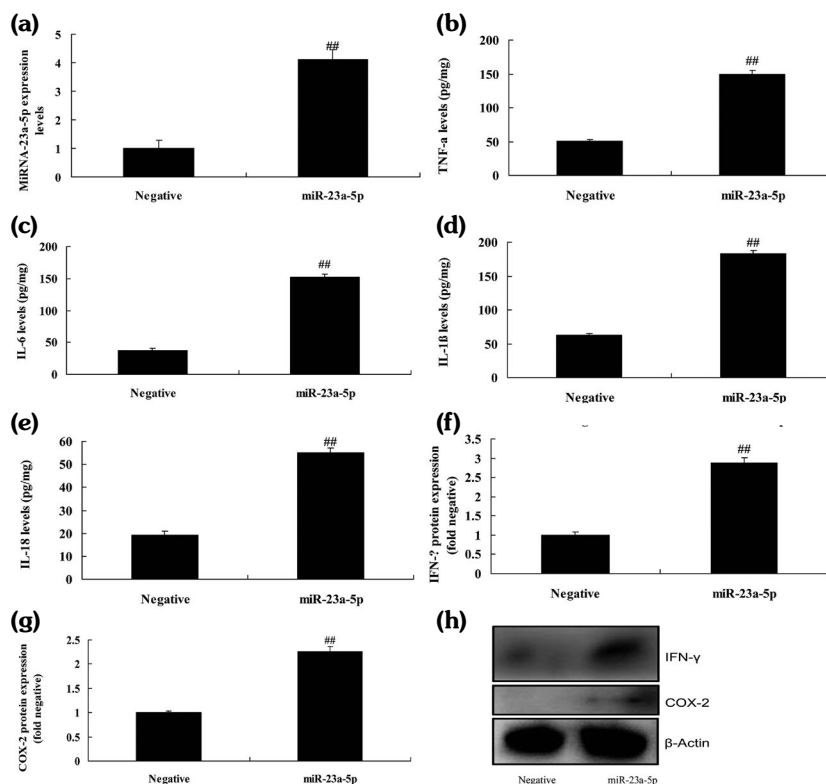 (a)
MiRNA-23a-5p expression
levels
5
4
3
2
1
0
##
Negative
miR-23a-5p
(b)
TNF-a levels (pg/mg)
200
150
100
50
0
##
Negative
miR-23a-5p
(c)
IL-6 levels (pg/mg)
200
150
100
50
0
##
Negative
miR-23a-5p
(d)
IL-1ß levels (pg/mg)
200
150
100
50
0
##
Negative
miR-23a-5p
(e)
IL-18 levels (pg/mg)
60
50
40
30
20
10
0
##
Negative
miR-23a-5p
(f)
IFN-? protein expression
(fold negative)
3.5
3
2.5
2
1.5
1
0.5
0
##
Negative
miR-23a-5p
(g)
COX-2 protein expression
(fold negative)
2.5
2
1.5
1
0.5
0
##
Negative
miR-23a-5p
(h)
IFN-γ
COX-2
β-Actin
Negative
miR-23a-5p